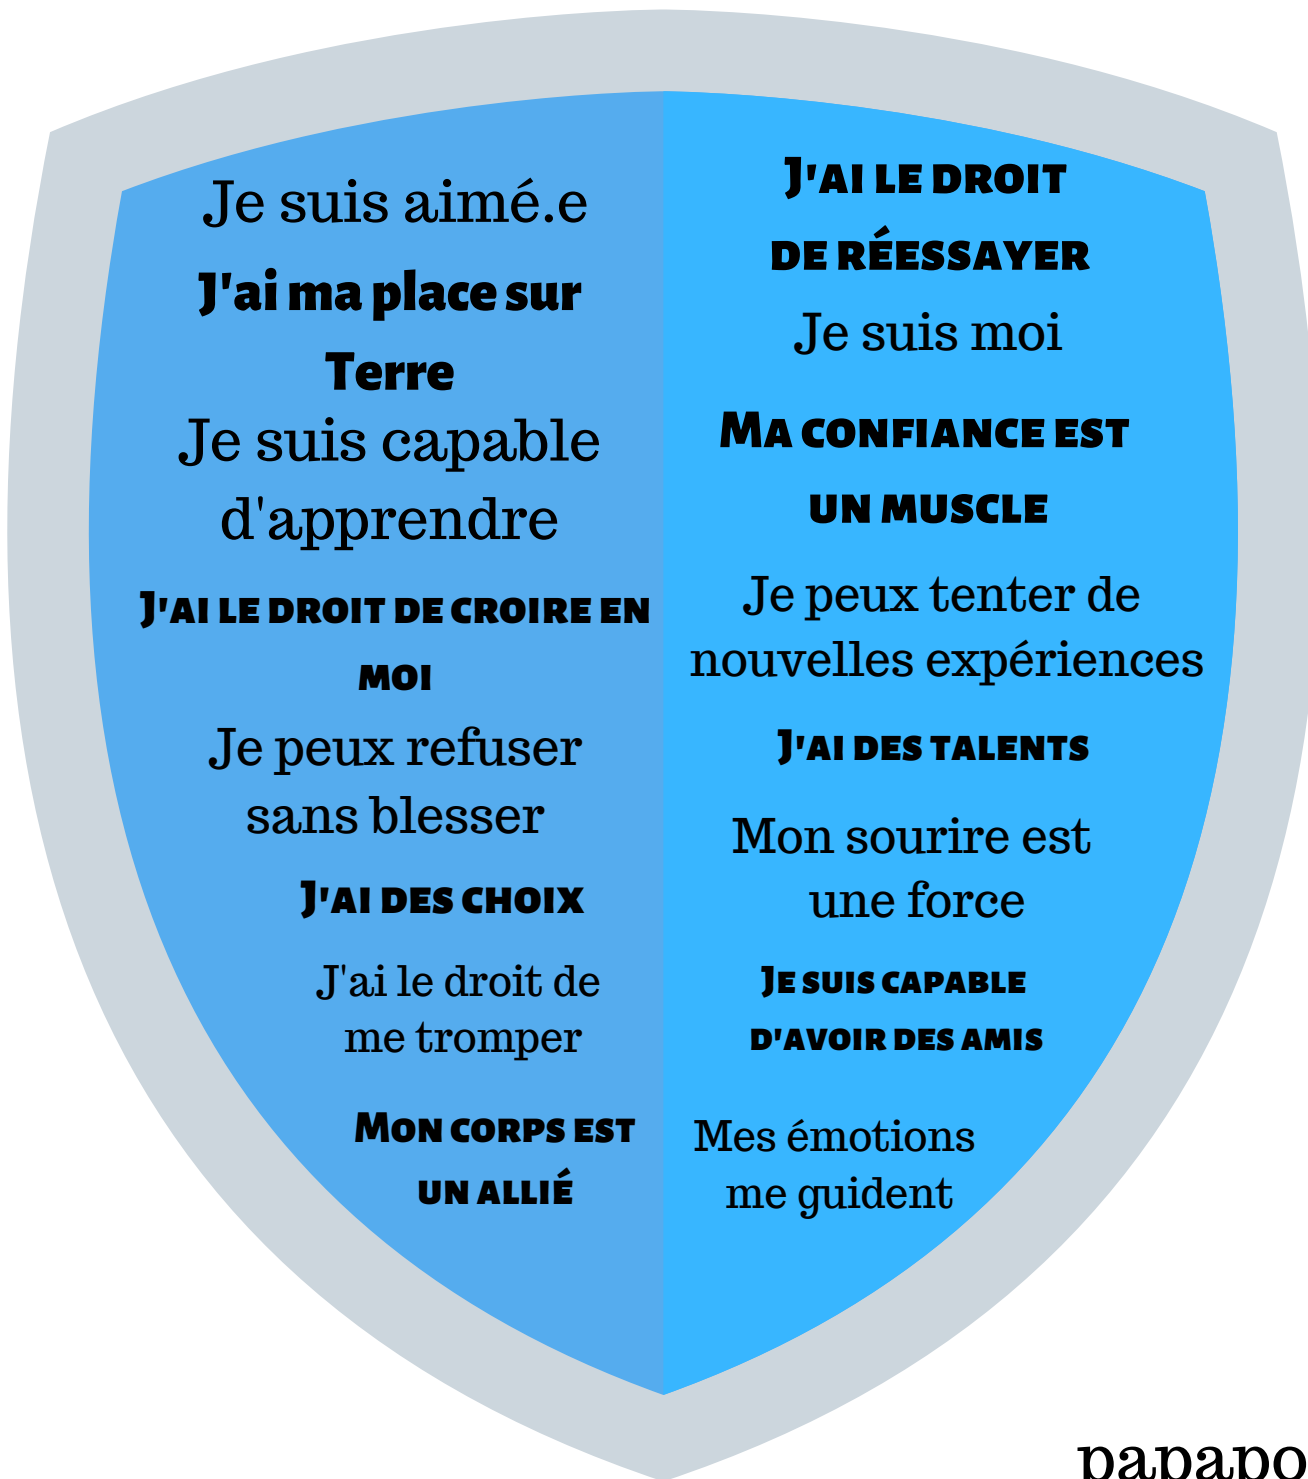 Je suis aimé.e
J'ai ma place sur
Terre
Je suis capable
d'apprendre
J'AI LE DROIT DE CROIRE EN
MOI
Je peux refuser
sans blesser
J'AI DES CHOIX
J'ai le droit de
me tromper
MON CORPS EST
UN ALLIÉ
J'AI LE DROIT
DE RÉESSAYER
Je suis moi
MA CONFIANCE EST
UN MUSCLE
Je peux tenter de
nouvelles expériences
J'AI DES TALENTS
Mon sourire est
une force
JE SUIS CAPABLE
D'AVOIR DES AMIS
Mes émotions
me guident
papapo